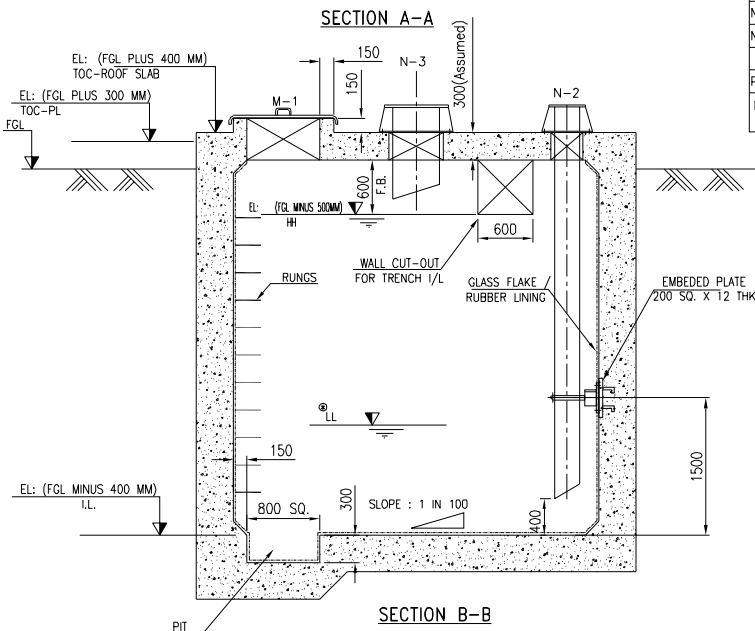 SECTION A-A
EL: (FGL PLUS 400 MM)
TOC-ROOF SLAB
150
N-3
150
300(Assumed)
N-2
M-1
EL: (FGL PLUS 300 MM)
TOC-PL
FGL
600
F.B.
EL: (FGL MINUS 500MM)
HH
600
WALL CUT-OUT
FOR TRENCH I/L
RUNGS
GLASS FLAKE /
RUBBER LINING
EMBEDED PLATE
200 SQ. X 12 THK
LL
150
1500
EL: (FGL MINUS 400 MM)
I.L.
800 SQ.
300
SLOPE : 1 IN 100
400
PIT
SECTION B-B